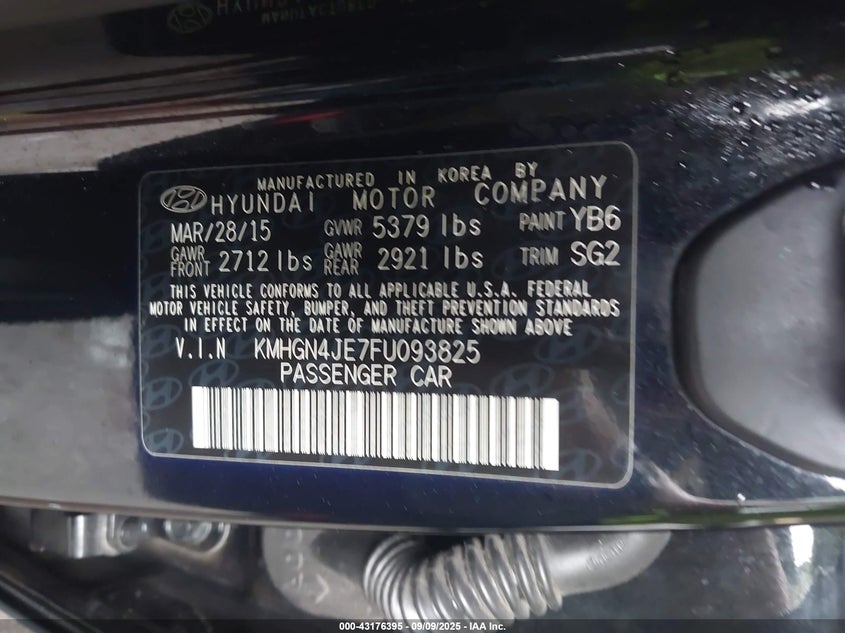 MANUFACTURED IN KOREA BY
HYUNDAI MOTOR COMPANY
MAR/28/15 GVWR 5379 lbs PAINT YB6
GAWR FRONT 2712 lbs GAWR REAR 2921 lbs TRIM SG2
THIS VEHICLE CONFORMS TO ALL APPLICABLE U.S.A. FEDERAL
MOTOR VEHICLE SAFETY, BUMPER, AND THEFT PREVENTION STANDARDS
IN EFFECT ON THE DATE OF MANUFACTURE SHOWN ABOVE
V.I.N KMHGN4JE7FU093825
PASSENGER CAR
000-43176395 - 09/09/2025 - IAA Inc.